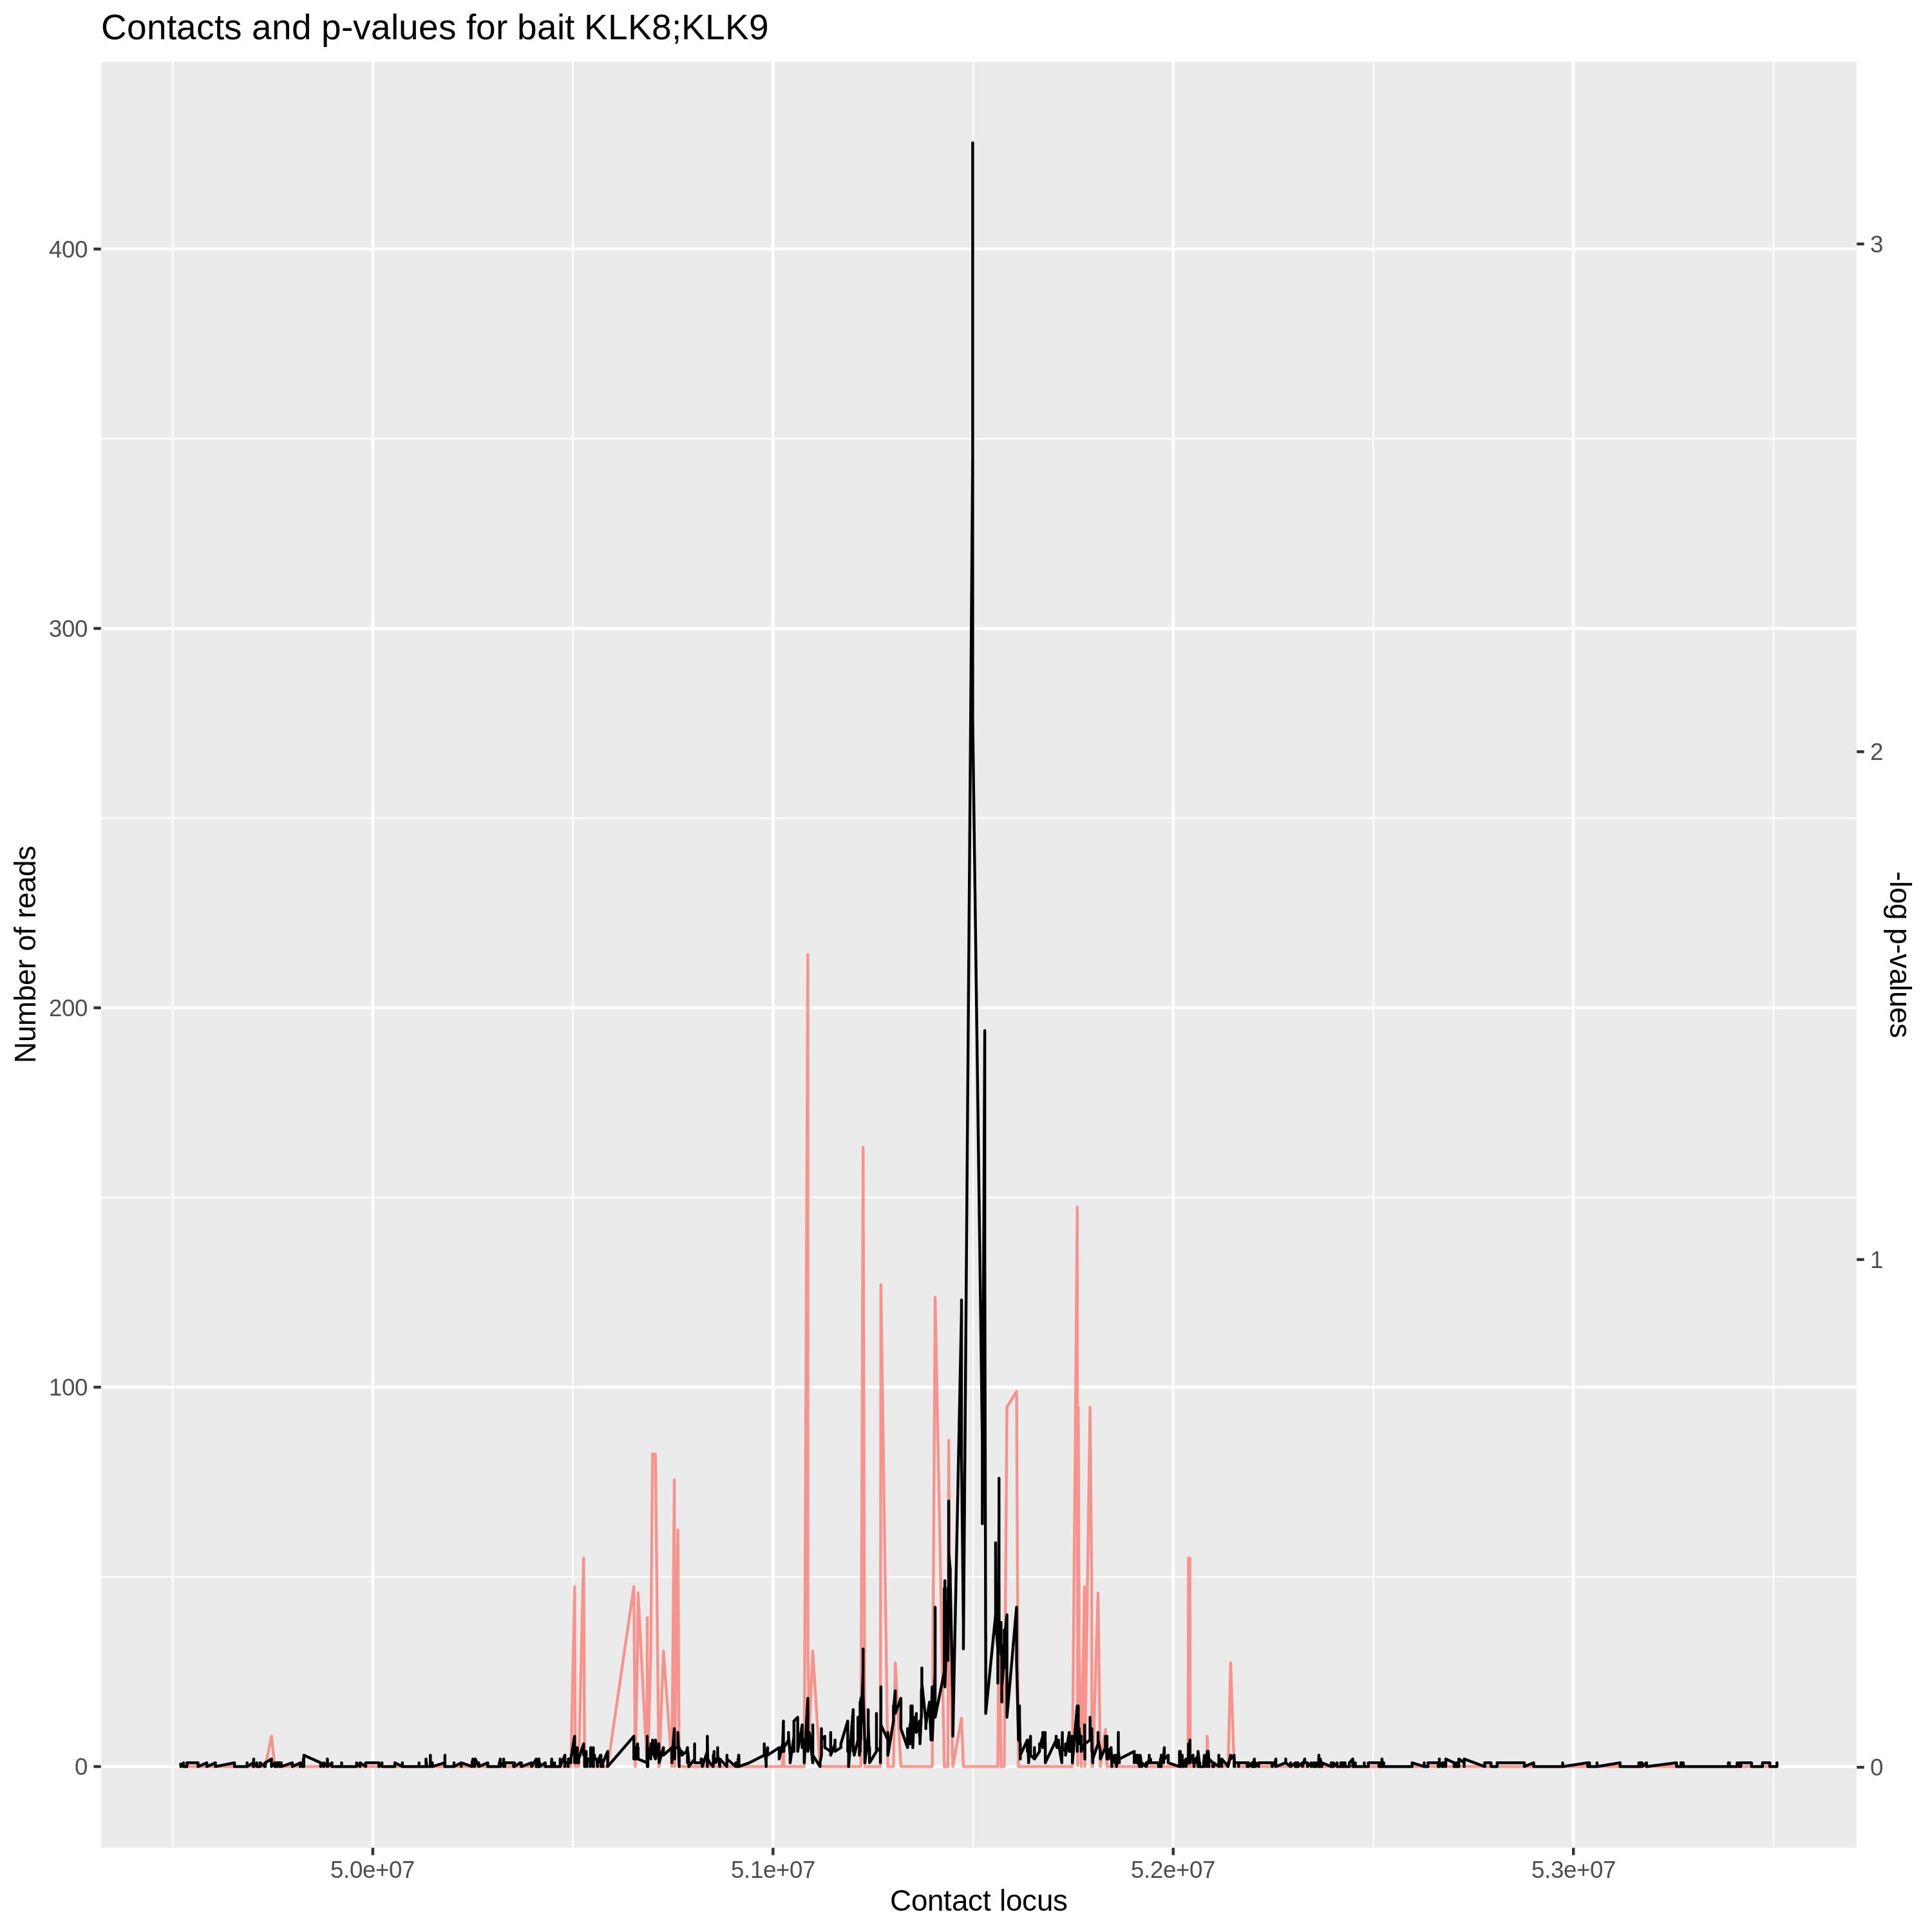 Contacts and p-values for bait KLK8;KLK9
400
300
200
100
0
3
2
1
0
Number of reads
-log p-values
5.0e+07
5.1e+07
5.2e+07
5.3e+07
Contact locus